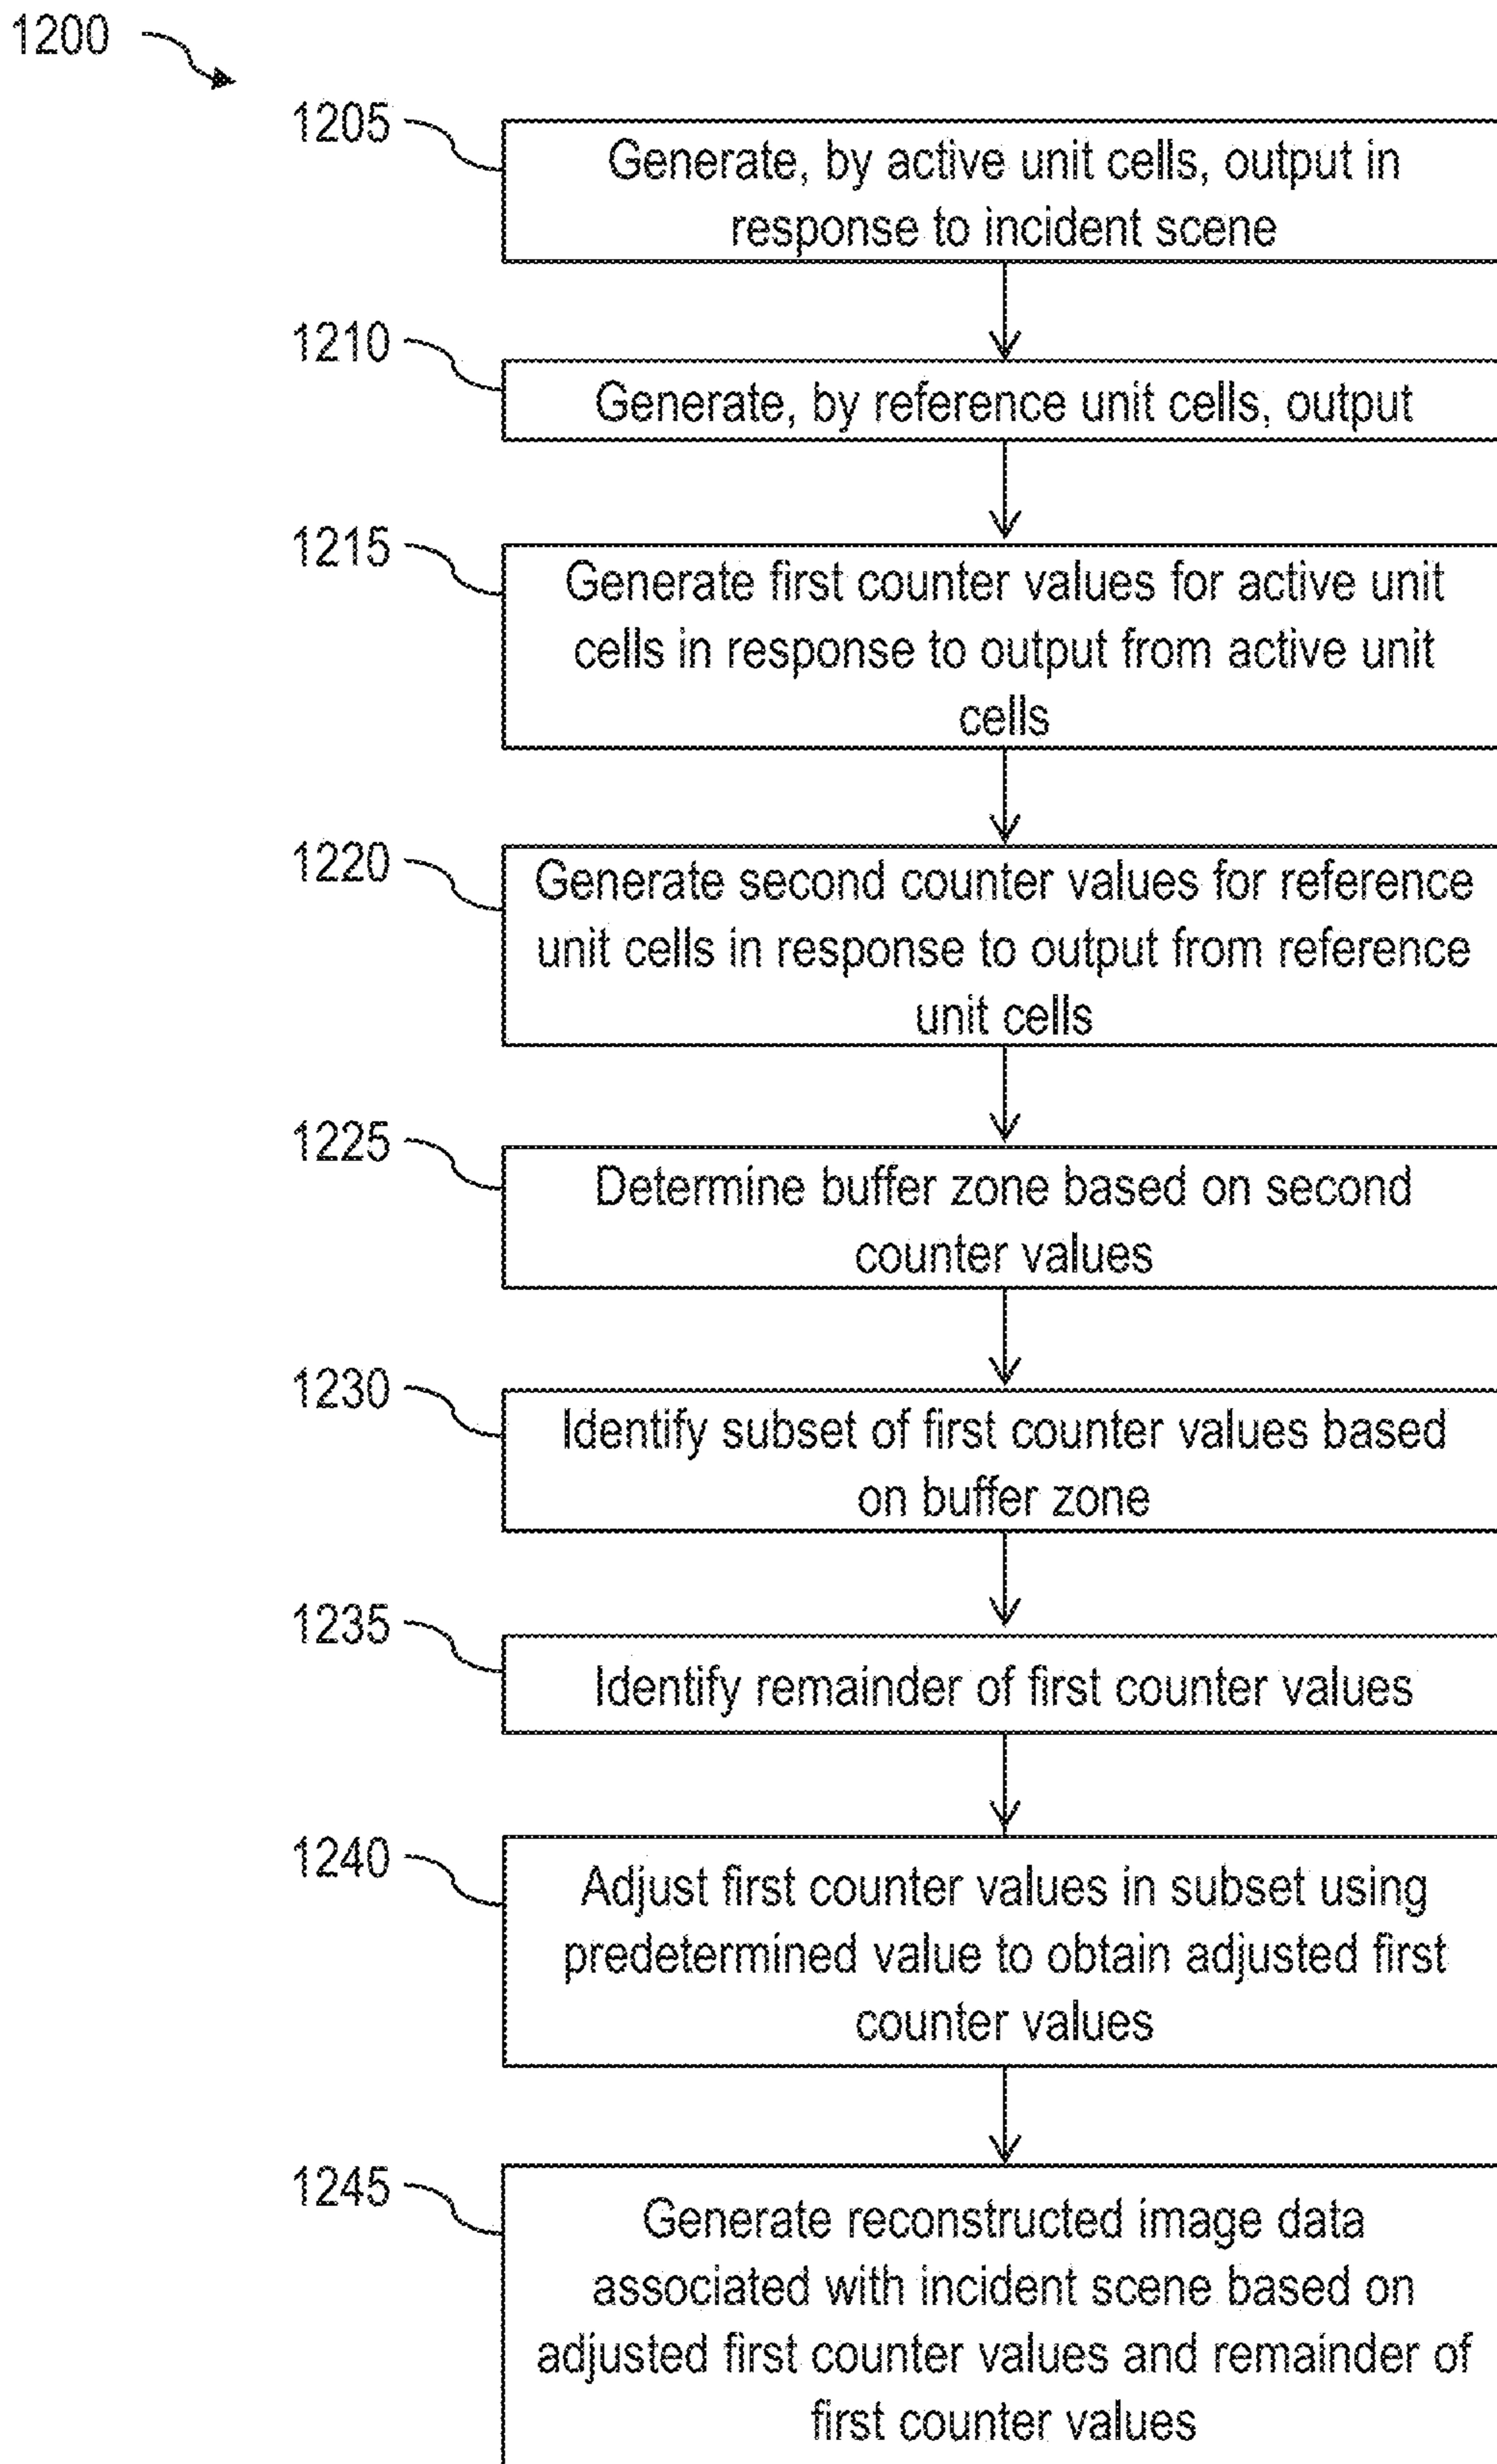 1200
1205
Generate, by active unit cells, output in
response to incident scene
1210
Generate, by reference unit cells, output
1215
Generate first counter values for active unit
cells in response to output from active unit
cells
1220
Generate second counter values for reference
unit cells in response to output from reference
unit cells
1225
Determine buffer zone based on second
counter values
1230
Identify subset of first counter values based
on buffer zone
1235
Identify remainder of first counter values
1240
Adjust first counter values in subset using
predetermined value to obtain adjusted first
counter values
1245
Generate reconstructed image data
associated with incident scene based on
adjusted first counter values and remainder of
first counter values